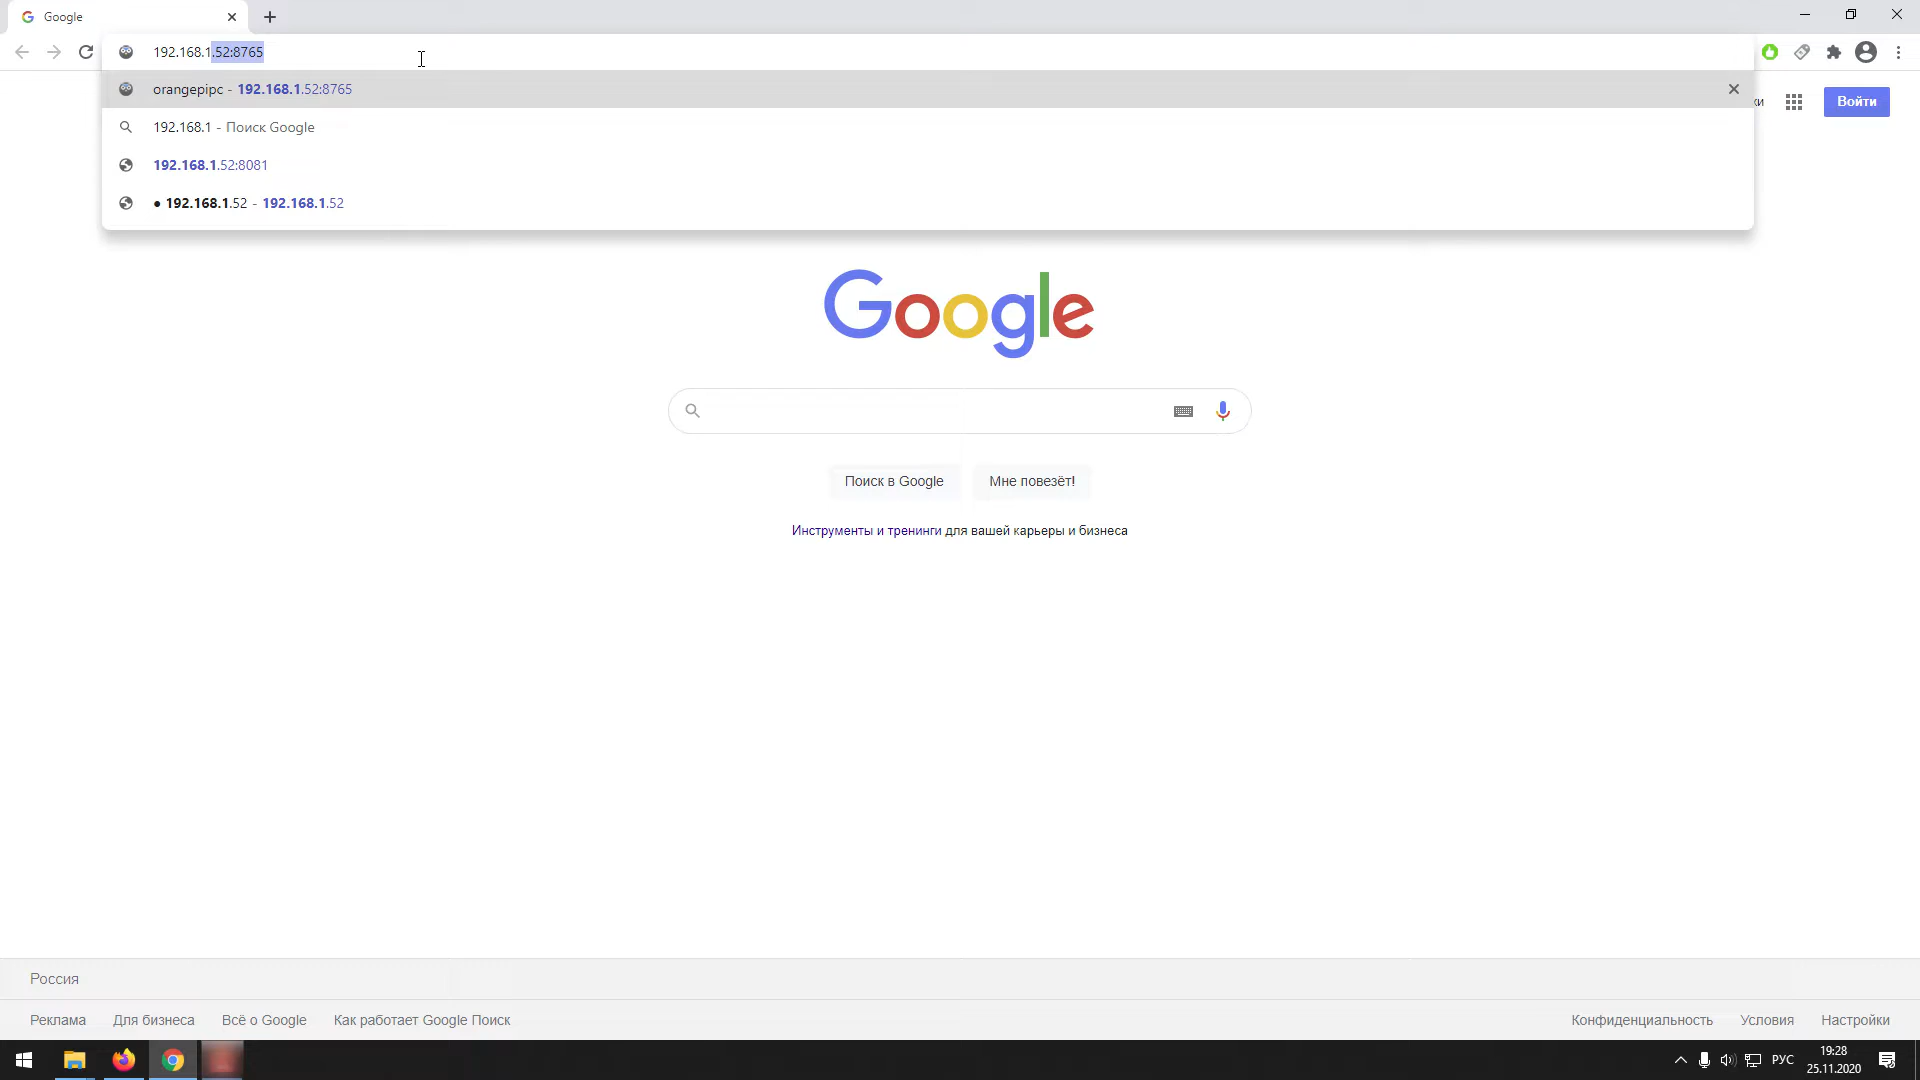 Google
192.168.1.52:8765
orangepipc - 192.168.1.52:8765
192.168.1 - Поиск Google
192.168.1.52:8081
● 192.168.1.52 - 192.168.1.52
ки
Войти
Google
Поиск в Google
Мне повезёт!
Инструменты и тренинги для вашей карьеры и бизнеса
Россия
Реклама
Для бизнеса
Всё о Google
Как работает Google Поиск
Конфиденциальность
Условия
Настройки
РУС
19:28
25.11.2020